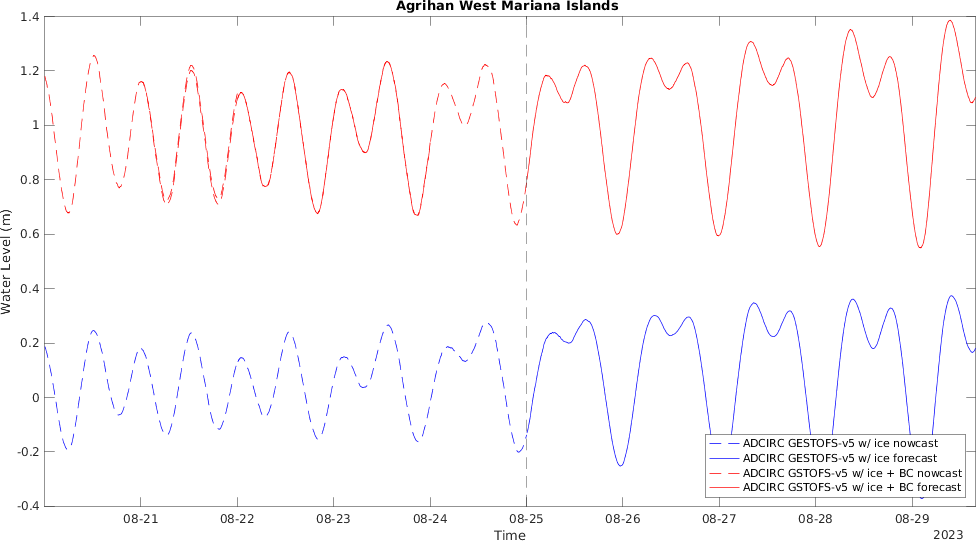 Agrihan West Mariana Islands
Water Level (m)
1.4
1.2
1
0.8
0.6
0.4
0.2
0
-0.2
-0.4
ADCIRC GESTOFS-v5 w/ ice nowcast
ADCIRC GESTOFS-v5 w/ ice forecast
ADCIRC GSTOFS-v5 w/ ice + BC nowcast
ADCIRC GSTOFS-v5 w/ ice + BC forecast
08-21 08-22 08-23 08-24 08-25 08-26 08-27 08-28 08-29
Time
2023